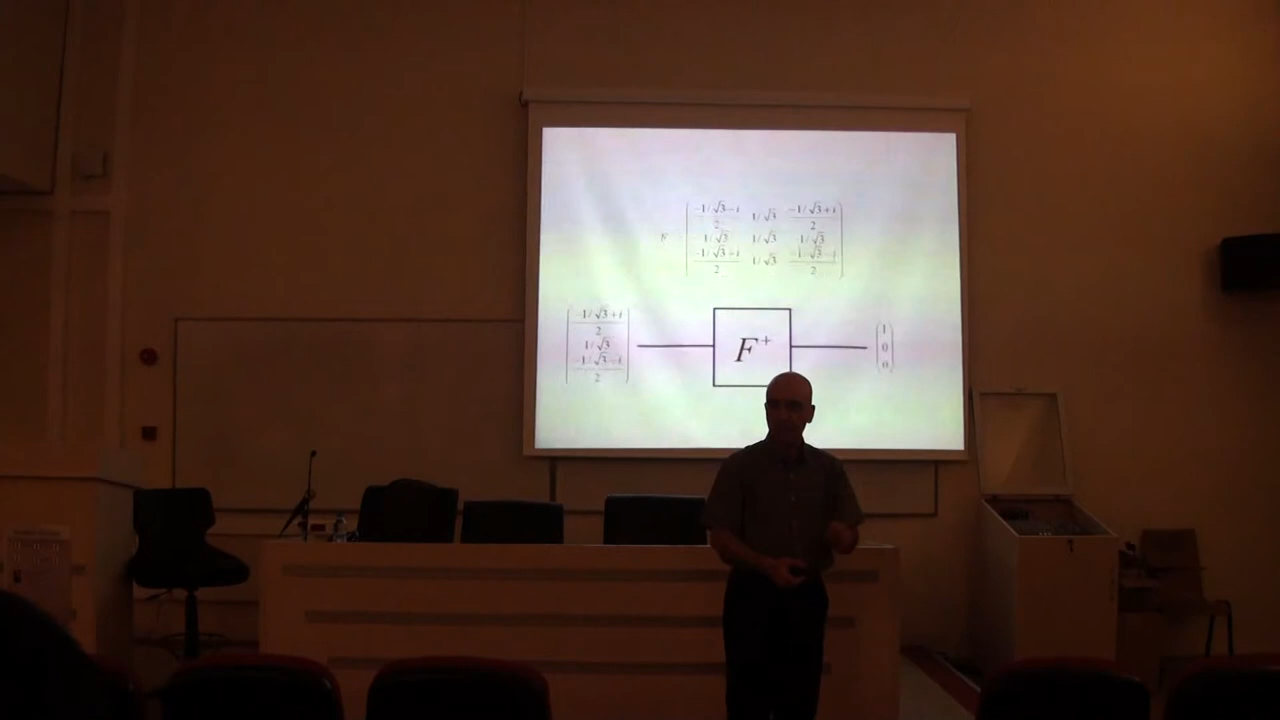 F
-1/√3-i 1/√3 -1/√3+i
2 2
1/√3 1/√3 1/√3
-1/√3+i 1/√3 -1/√3-i
2 2
-1/√3+i
2
1/√3
-1/√3-i
2
F+
1
0
0